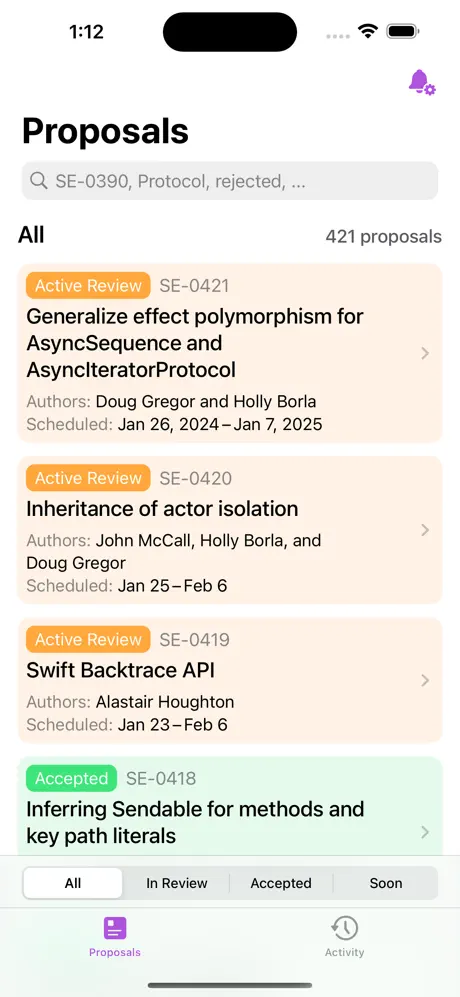 1:12
Proposals
SE-0390, Protocol, rejected, ...
All
421 proposals
Active Review SE-0421
Generalize effect polymorphism for
AsyncSequence and
AsyncIteratorProtocol
Authors: Doug Gregor and Holly Borla
Scheduled: Jan 26, 2024 – Jan 7, 2025
Active Review SE-0420
Inheritance of actor isolation
Authors: John McCall, Holly Borla, and
Doug Gregor
Scheduled: Jan 25 – Feb 6
Active Review SE-0419
Swift Backtrace API
Authors: Alastair Houghton
Scheduled: Jan 23 – Feb 6
Accepted SE-0418
Inferring Sendable for methods and
key path literals
All In Review Accepted Soon
Proposals Activity